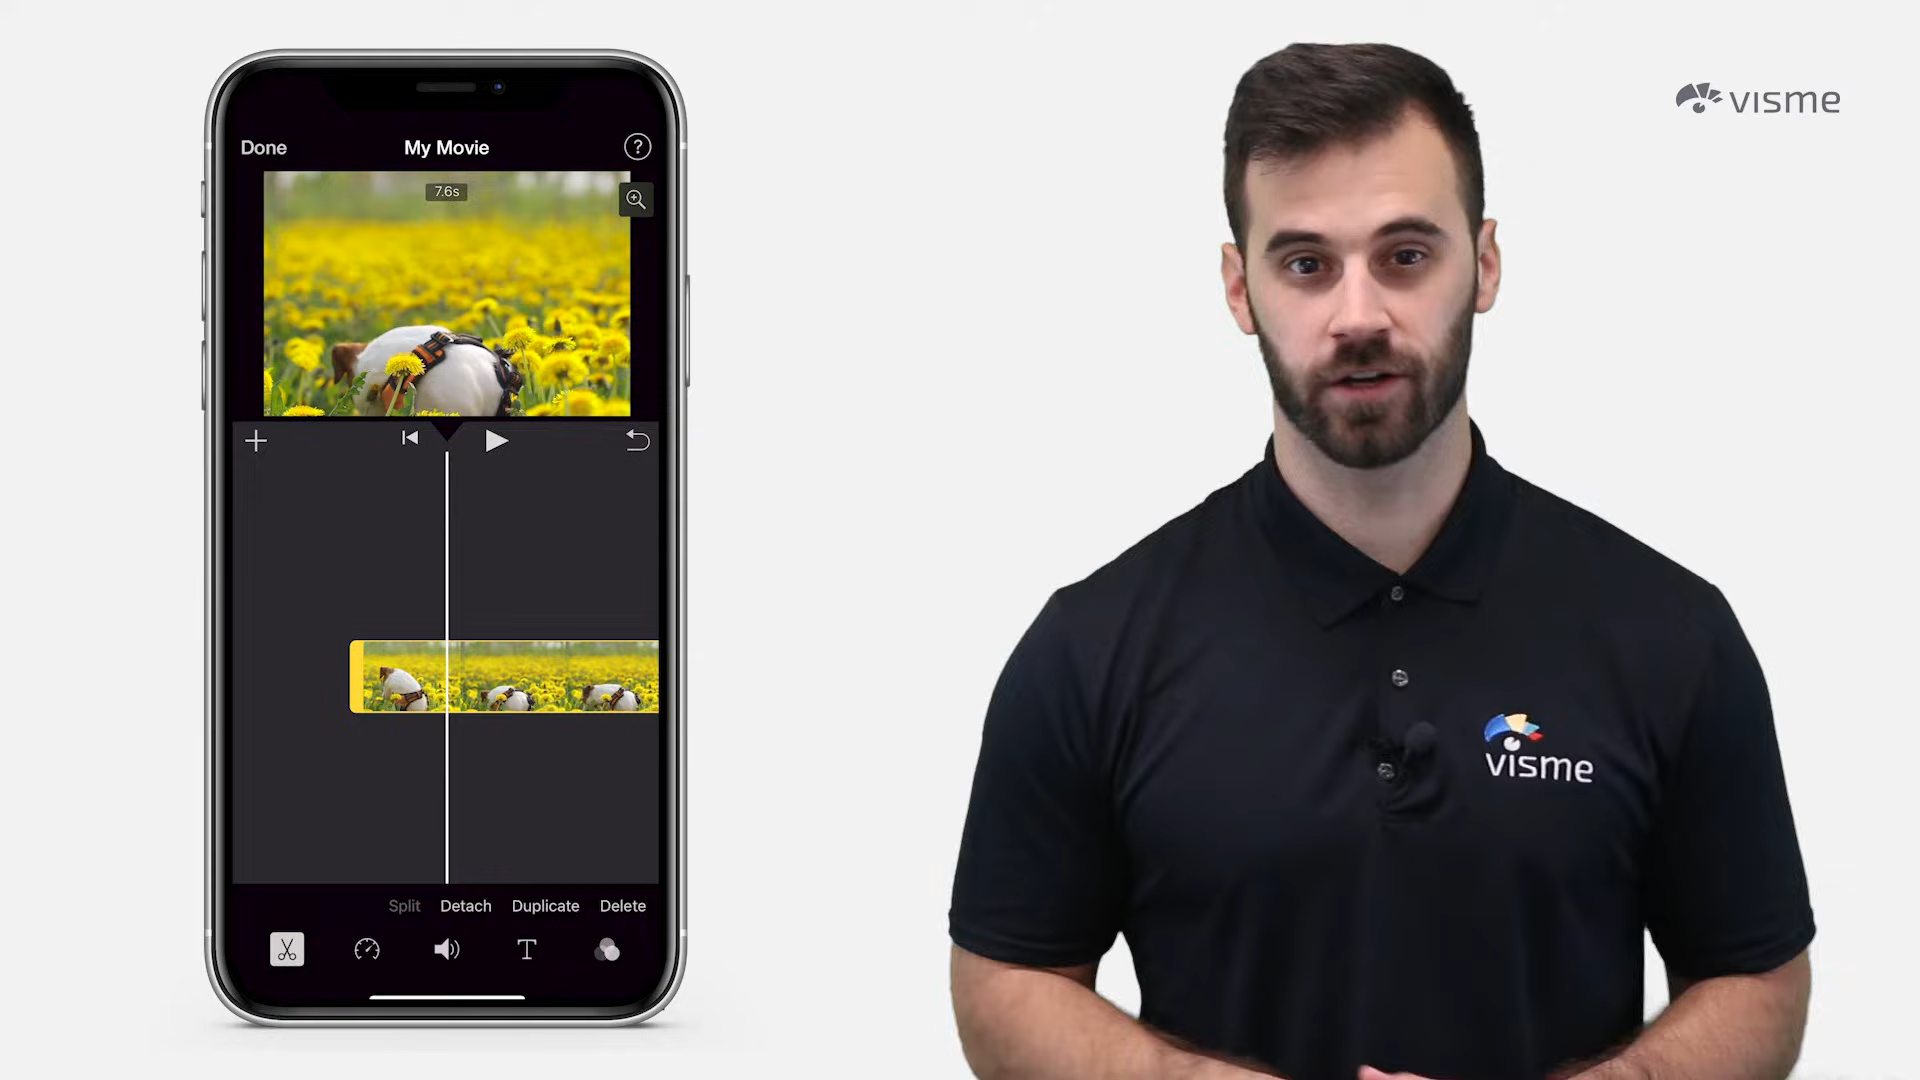 Done
My Movie
?
7.6s
Split
Detach
Duplicate
Delete
T
visme
visme